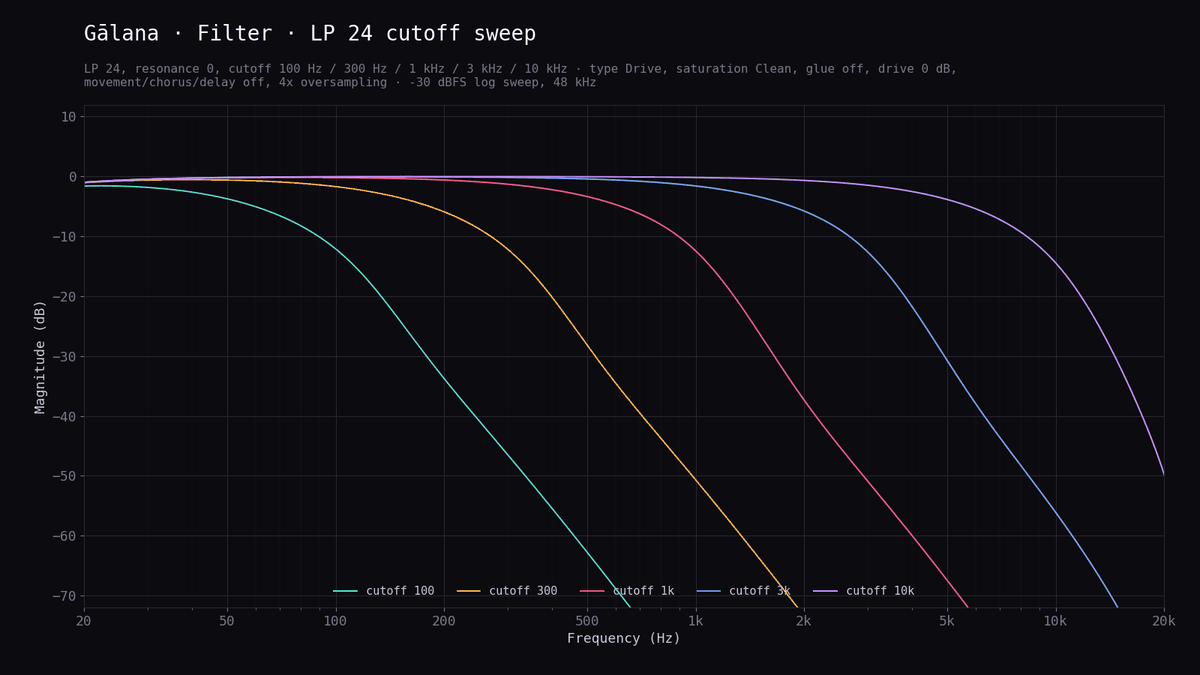 Gālana · Filter · LP 24 cutoff sweep
LP 24, resonance 0, cutoff 100 Hz / 300 Hz / 1 kHz / 3 kHz / 10 kHz · type Drive, saturation Clean, glue off, drive 0 dB,
movement/chorus/delay off, 4x oversampling · -30 dBFS log sweep, 48 kHz
Magnitude (dB)
10
0
−10
−20
−30
−40
−50
−60
−70
cutoff 100 cutoff 300 cutoff 1k cutoff 3k cutoff 10k
20 50 100 200 500 1k 2k 5k 10k 20k
Frequency (Hz)